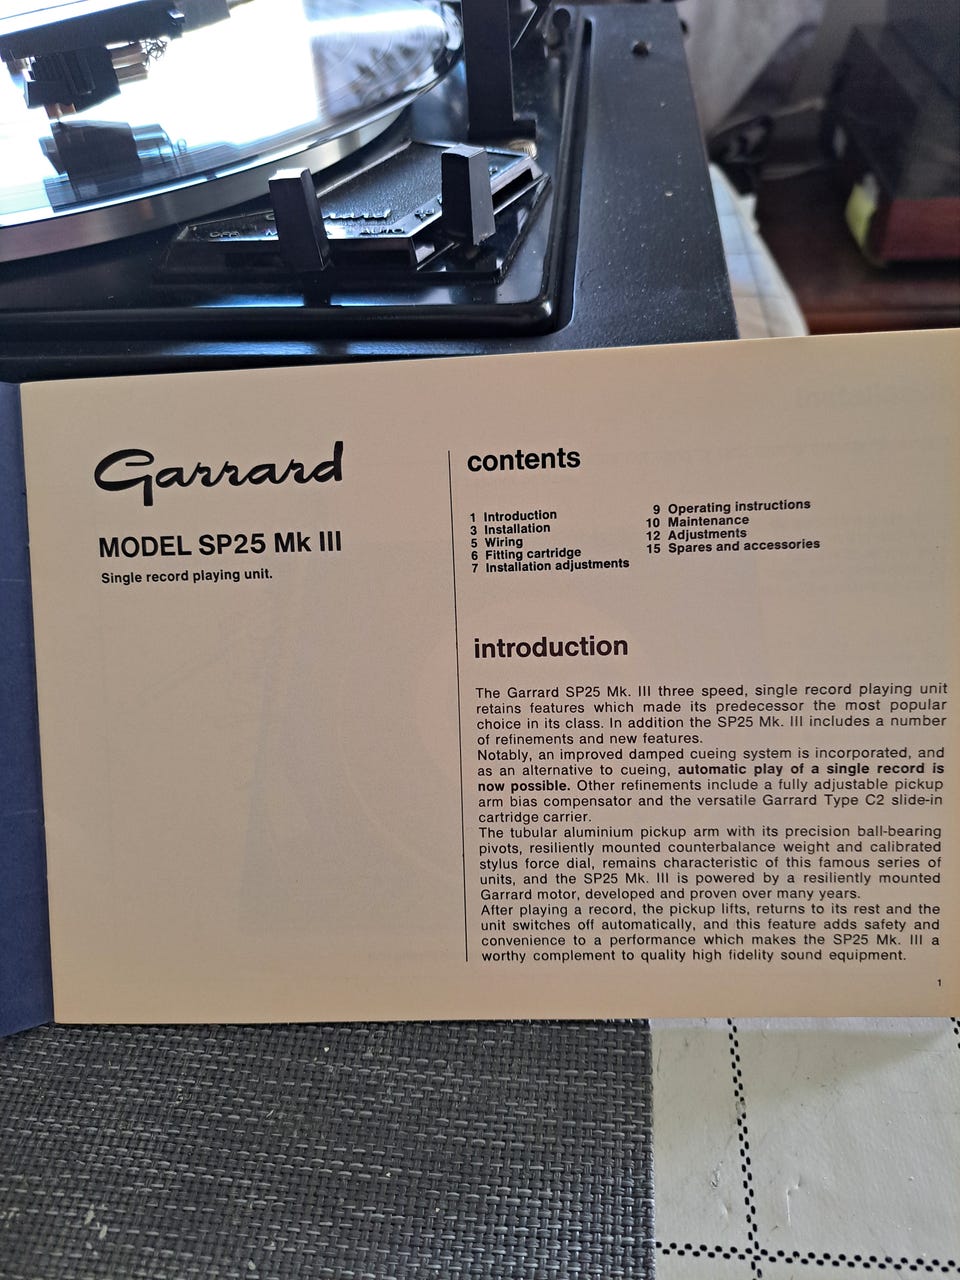 Garrard
OFF
AUTO
Garrard
MODEL SP25 Mk III
Single record playing unit.
contents
1 Introduction
3 Installation
5 Wiring
6 Fitting cartridge
7 Installation adjustments
9 Operating instructions
10 Maintenance
12 Adjustments
15 Spares and accessories
introduction
The Garrard SP25 Mk. III three speed, single record playing unit
retains features which made its predecessor the most popular
choice in its class. In addition the SP25 Mk. III includes a number
of refinements and new features.
Notably, an improved damped cueing system is incorporated, and
as an alternative to cueing, automatic play of a single record is
now possible. Other refinements include a fully adjustable pickup
arm bias compensator and the versatile Garrard Type C2 slide-in
cartridge carrier.
The tubular aluminium pickup arm with its precision ball-bearing
pivots, resiliently mounted counterbalance weight and calibrated
stylus force dial, remains characteristic of this famous series of
units, and the SP25 Mk. III is powered by a resiliently mounted
Garrard motor, developed and proven over many years.
After playing a record, the pickup lifts, returns to its rest and the
unit switches off automatically, and this feature adds safety and
convenience to a performance which makes the SP25 Mk. III a
worthy complement to quality high fidelity sound equipment.
1